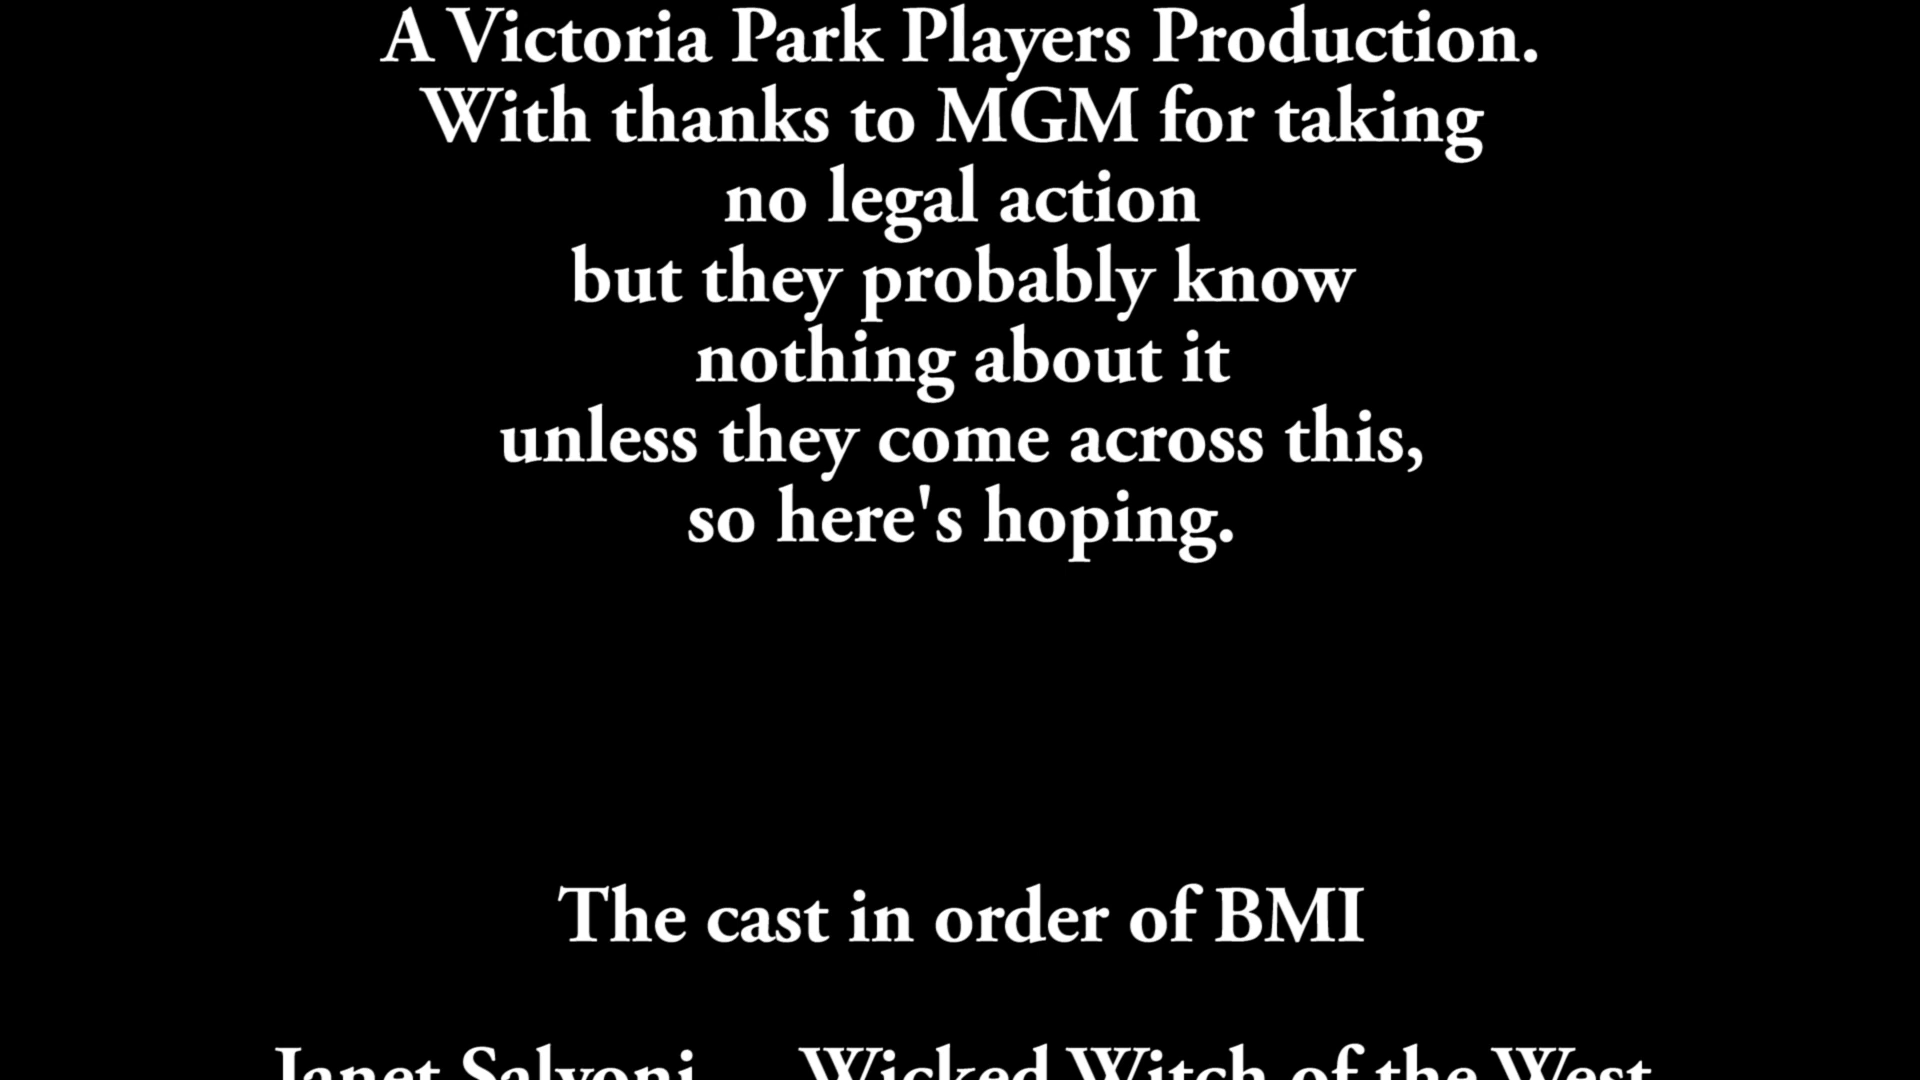 A Victoria Park Players Production.
With thanks to MGM for taking
no legal action
but they probably know
nothing about it
unless they come across this,
so here's hoping.
The cast in order of BMI
Janet Salvoni Wicked Witch of the West